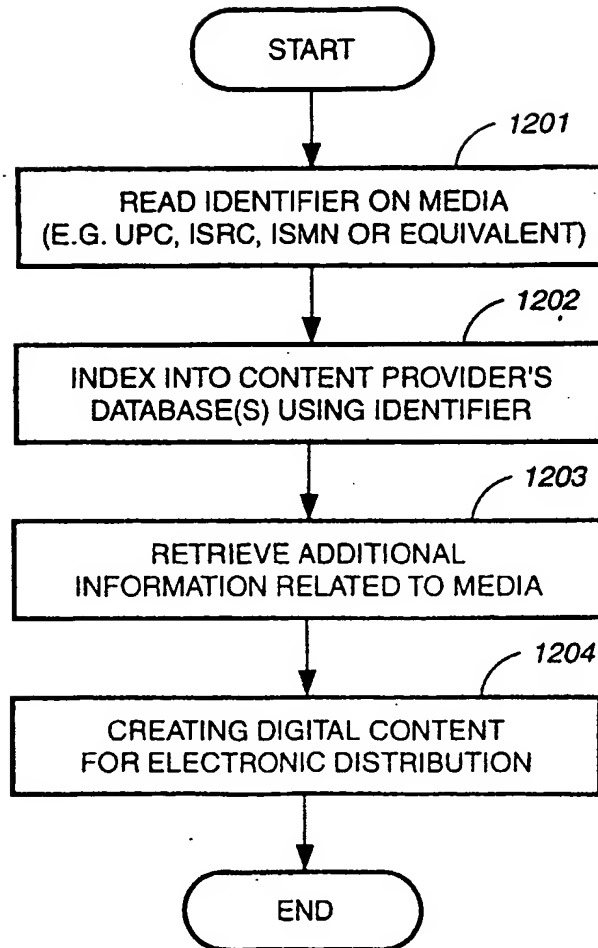 START
1201
READ IDENTIFIER ON MEDIA
(E.G. UPC, ISRC, ISMN OR EQUIVALENT)
1202
INDEX INTO CONTENT PROVIDER'S
DATABASE(S) USING IDENTIFIER
1203
RETRIEVE ADDITIONAL
INFORMATION RELATED TO MEDIA
1204
CREATING DIGITAL CONTENT
FOR ELECTRONIC DISTRIBUTION
END